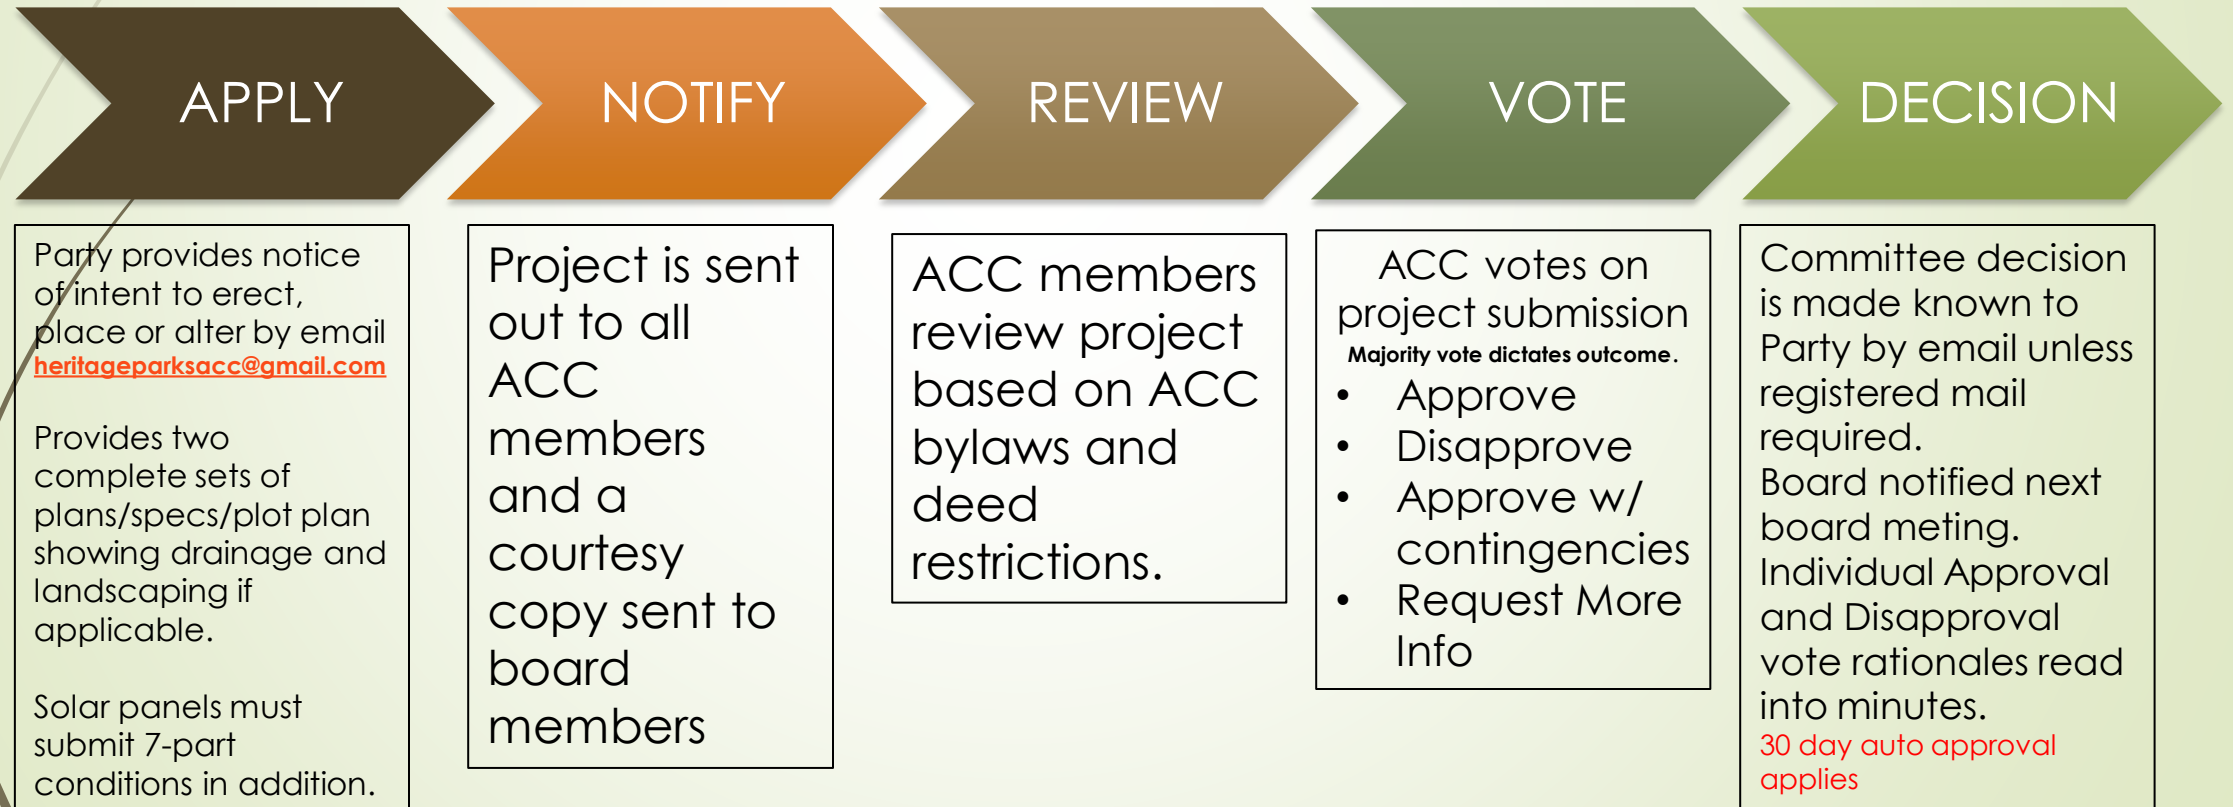 APPLY
NOTIFY
REVIEW
VOTE
DECISION
Party provides notice
of intent to erect,
place or alter by email
heritageparksacc@gmail.com
Provides two
complete sets of
plans/specs/plot plan
showing drainage and
landscaping if
applicable.
Solar panels must
submit 7-part
conditions in addition.
Project is sent
out to all
ACC
members
and a
courtesy
copy sent to
board
members
ACC members
review project
based on ACC
bylaws and
deed
restrictions.
ACC votes on
project submission
Majority vote dictates outcome.
• Approve
• Disapprove
• Approve w/
contingencies
• Request More
Info
Committee decision
is made known to
Party by email unless
registered mail
required.
Board notified next
board meting.
Individual Approval
and Disapproval
vote rationales read
into minutes.
30 day auto approval
applies